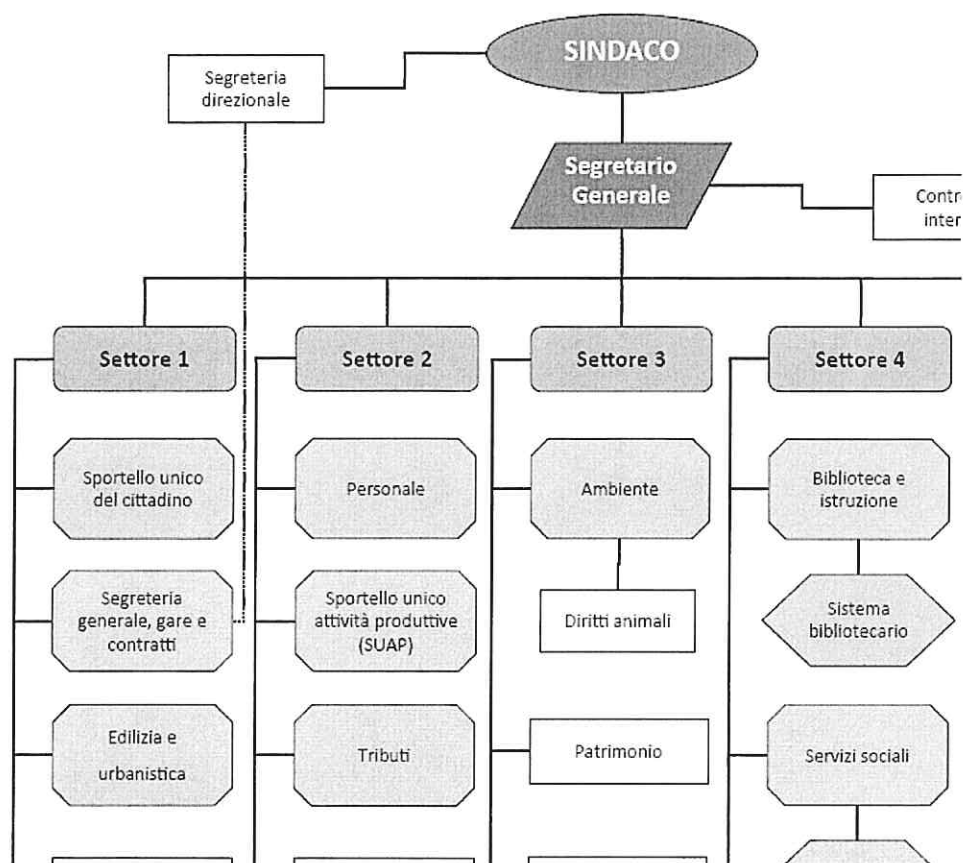 SINDACO
Segreteria
direzionale
Segretario
Generale
Settore 1
Settore 2
Settore 3
Settore 4
Sportello unico
del cittadino
Personale
Ambiente
Biblioteca e
istruzione
Segreteria
generale, gare e
contratti
Sportello unico
attività produttive
(SUAP)
Diritti animali
Sistema
bibliotecario
Edilizia e
urbanistica
Tributi
Patrimonio
Servizi sociali